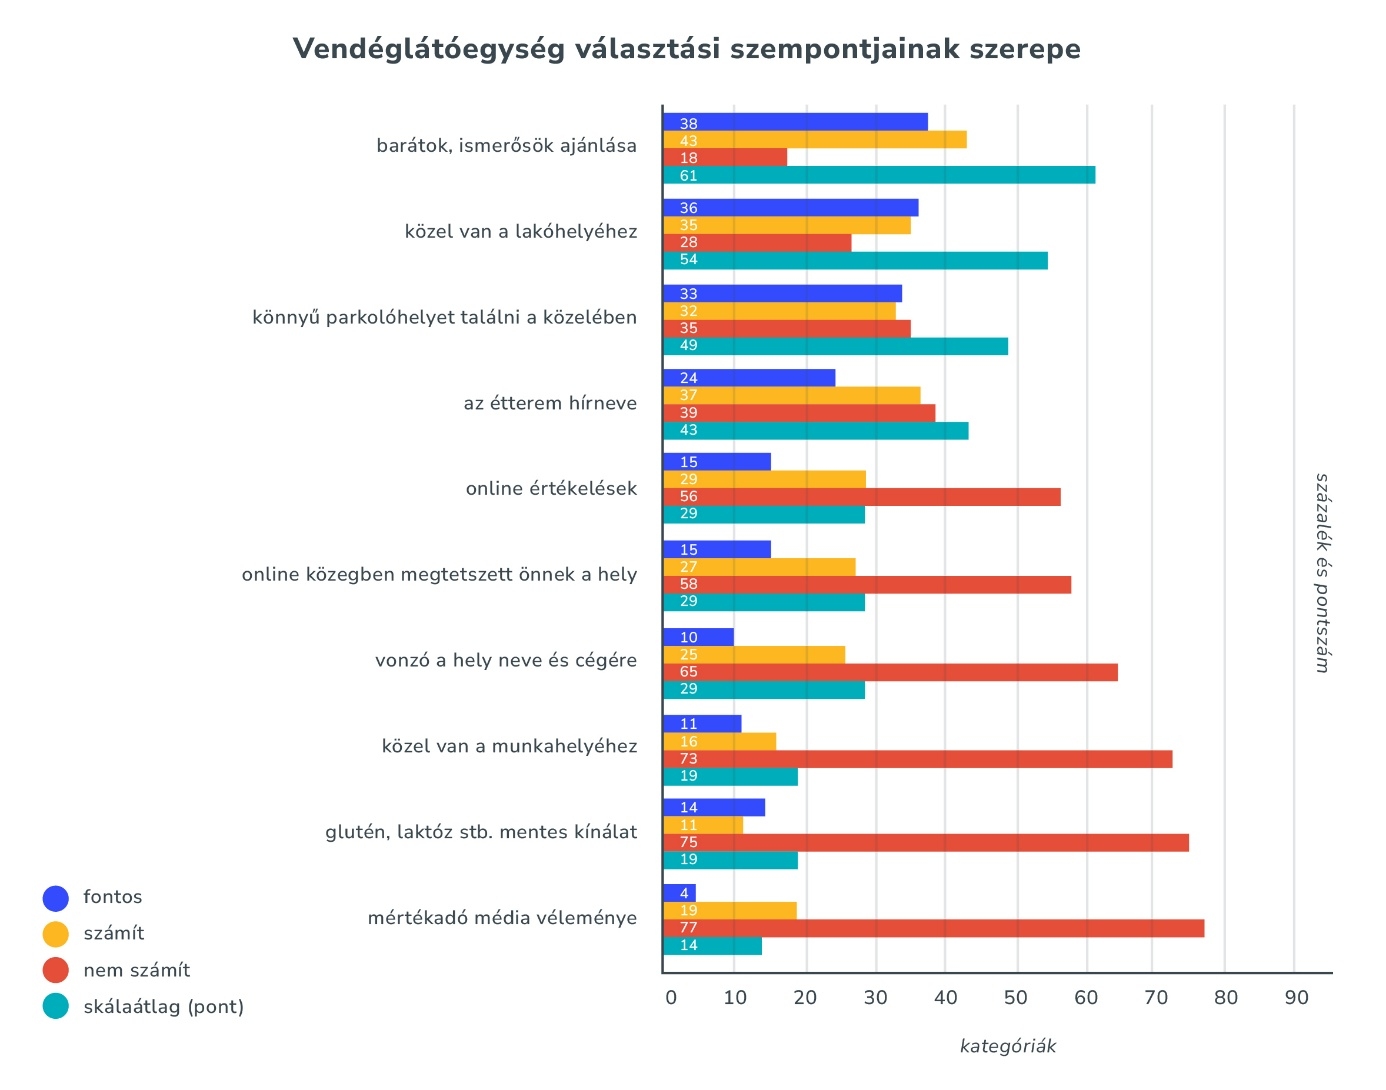 Vendéglátóegység választási szempontjainak szerepe
barátok, ismerősök ajánlása
38
43
18
61
közel van a lakóhelyéhez
36
35
28
54
könnyű parkolóhelyet találni a közelében
33
32
35
49
az étterem hírneve
24
37
39
43
online értékelések
15
29
56
29
online közegben megtetszett önnek a hely
15
27
58
29
vonzó a hely neve és cégére
10
25
65
29
közel van a munkahelyéhez
11
16
73
19
glutén, laktóz stb. mentes kínálat
14
11
75
19
mértékadó média véleménye
4
19
77
14
0 10 20 30 40 50 60 70 80 90
kategóriák
százalék és pontszám
fontos
számít
nem számít
skálaátlag (pont)